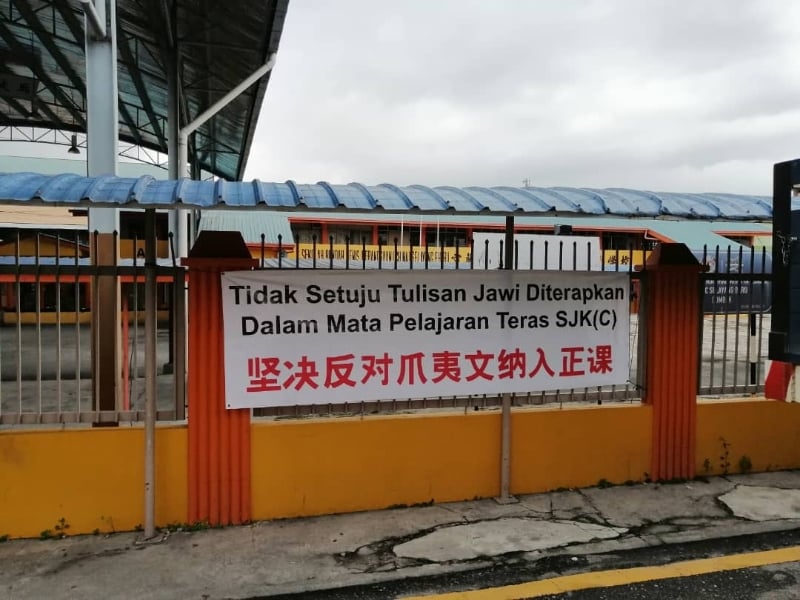 Tidak Setuju Tulisan Jawi Diterapkan
Dalam Mata Pelajaran Teras SJK(C)
坚决反对爪夷文纳入正课